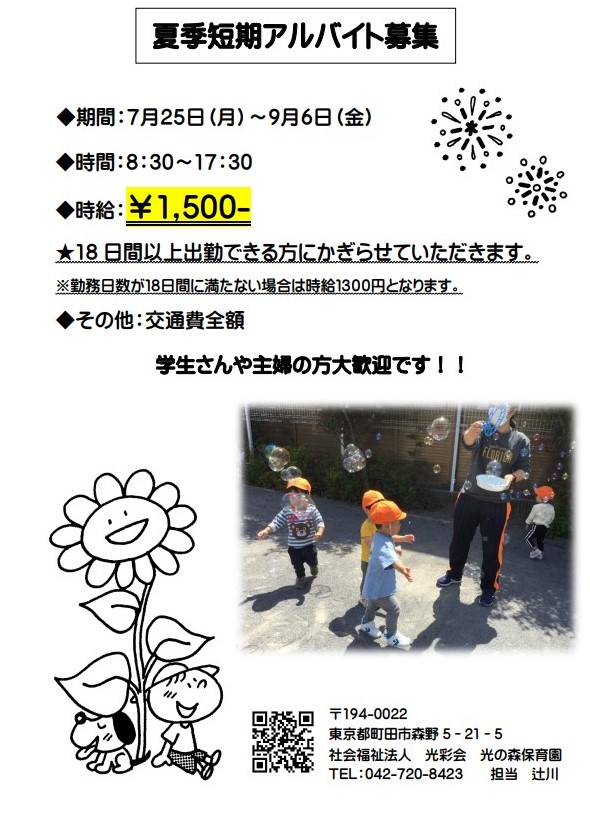 夏季短期アルバイト募集
◆期間：7月25日（月）～9月6日（金）
◆時間：8：30～17：30
◆時給：￥1,500-
★18 日間以上出勤できる方にかぎらせていただきます。
※勤務日数が18日間に満たない場合は時給1300円となります。
◆その他：交通費全額
学生さんや主婦の方大歓迎です！！
FLORIDA
〒194-0022
東京都町田市森野 5 - 21 - 5
社会福祉法人　光彩会　光の森保育園
TEL：042-720-8423　　担当　辻川